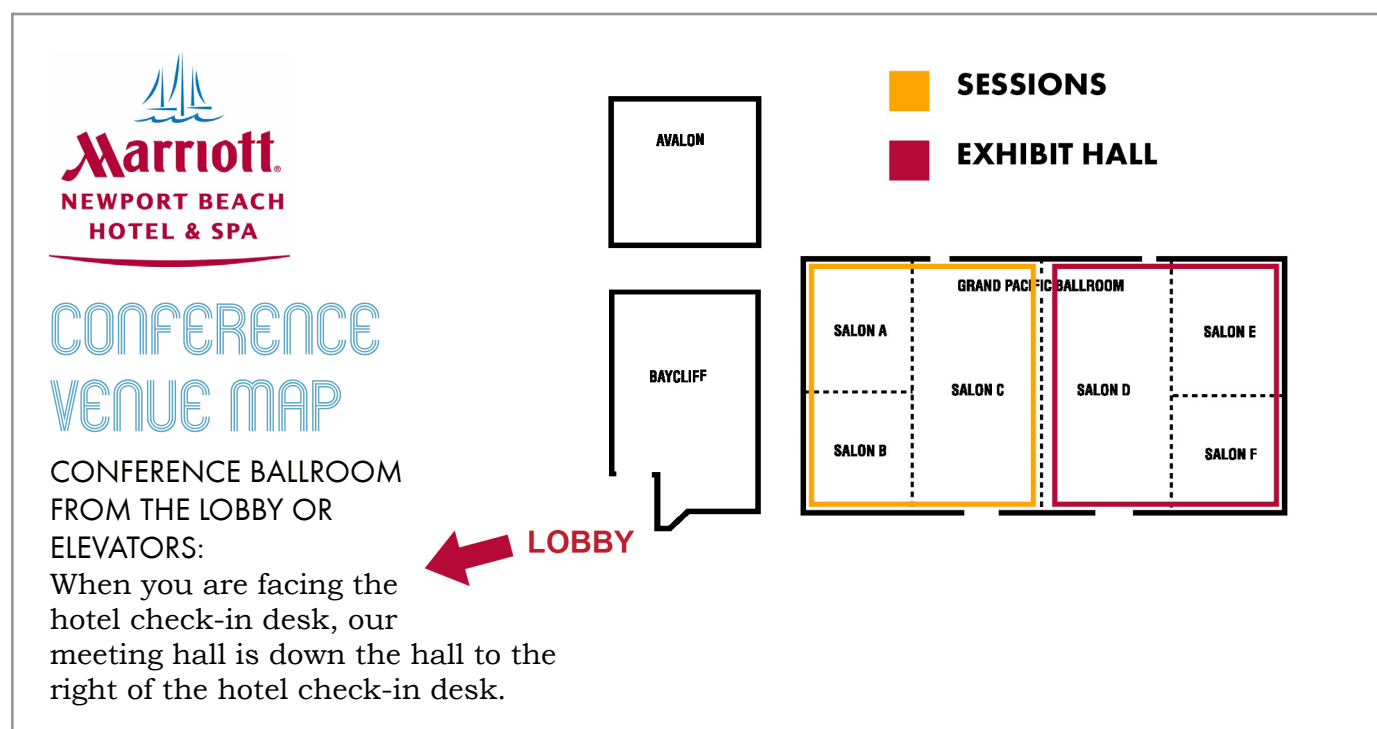 Marriott.
NEWPORT BEACH
HOTEL & SPA
CONFERENCE
VENUE MAP
CONFERENCE BALLROOM
FROM THE LOBBY OR
ELEVATORS:
When you are facing the
hotel check-in desk, our
meeting hall is down the hall to the
right of the hotel check-in desk.
LOBBY
SESSIONS
EXHIBIT HALL
AVALON
BAYCLIFF
GRAND PACIFIC BALLROOM
SALON A
SALON B
SALON C
SALON D
SALON E
SALON F